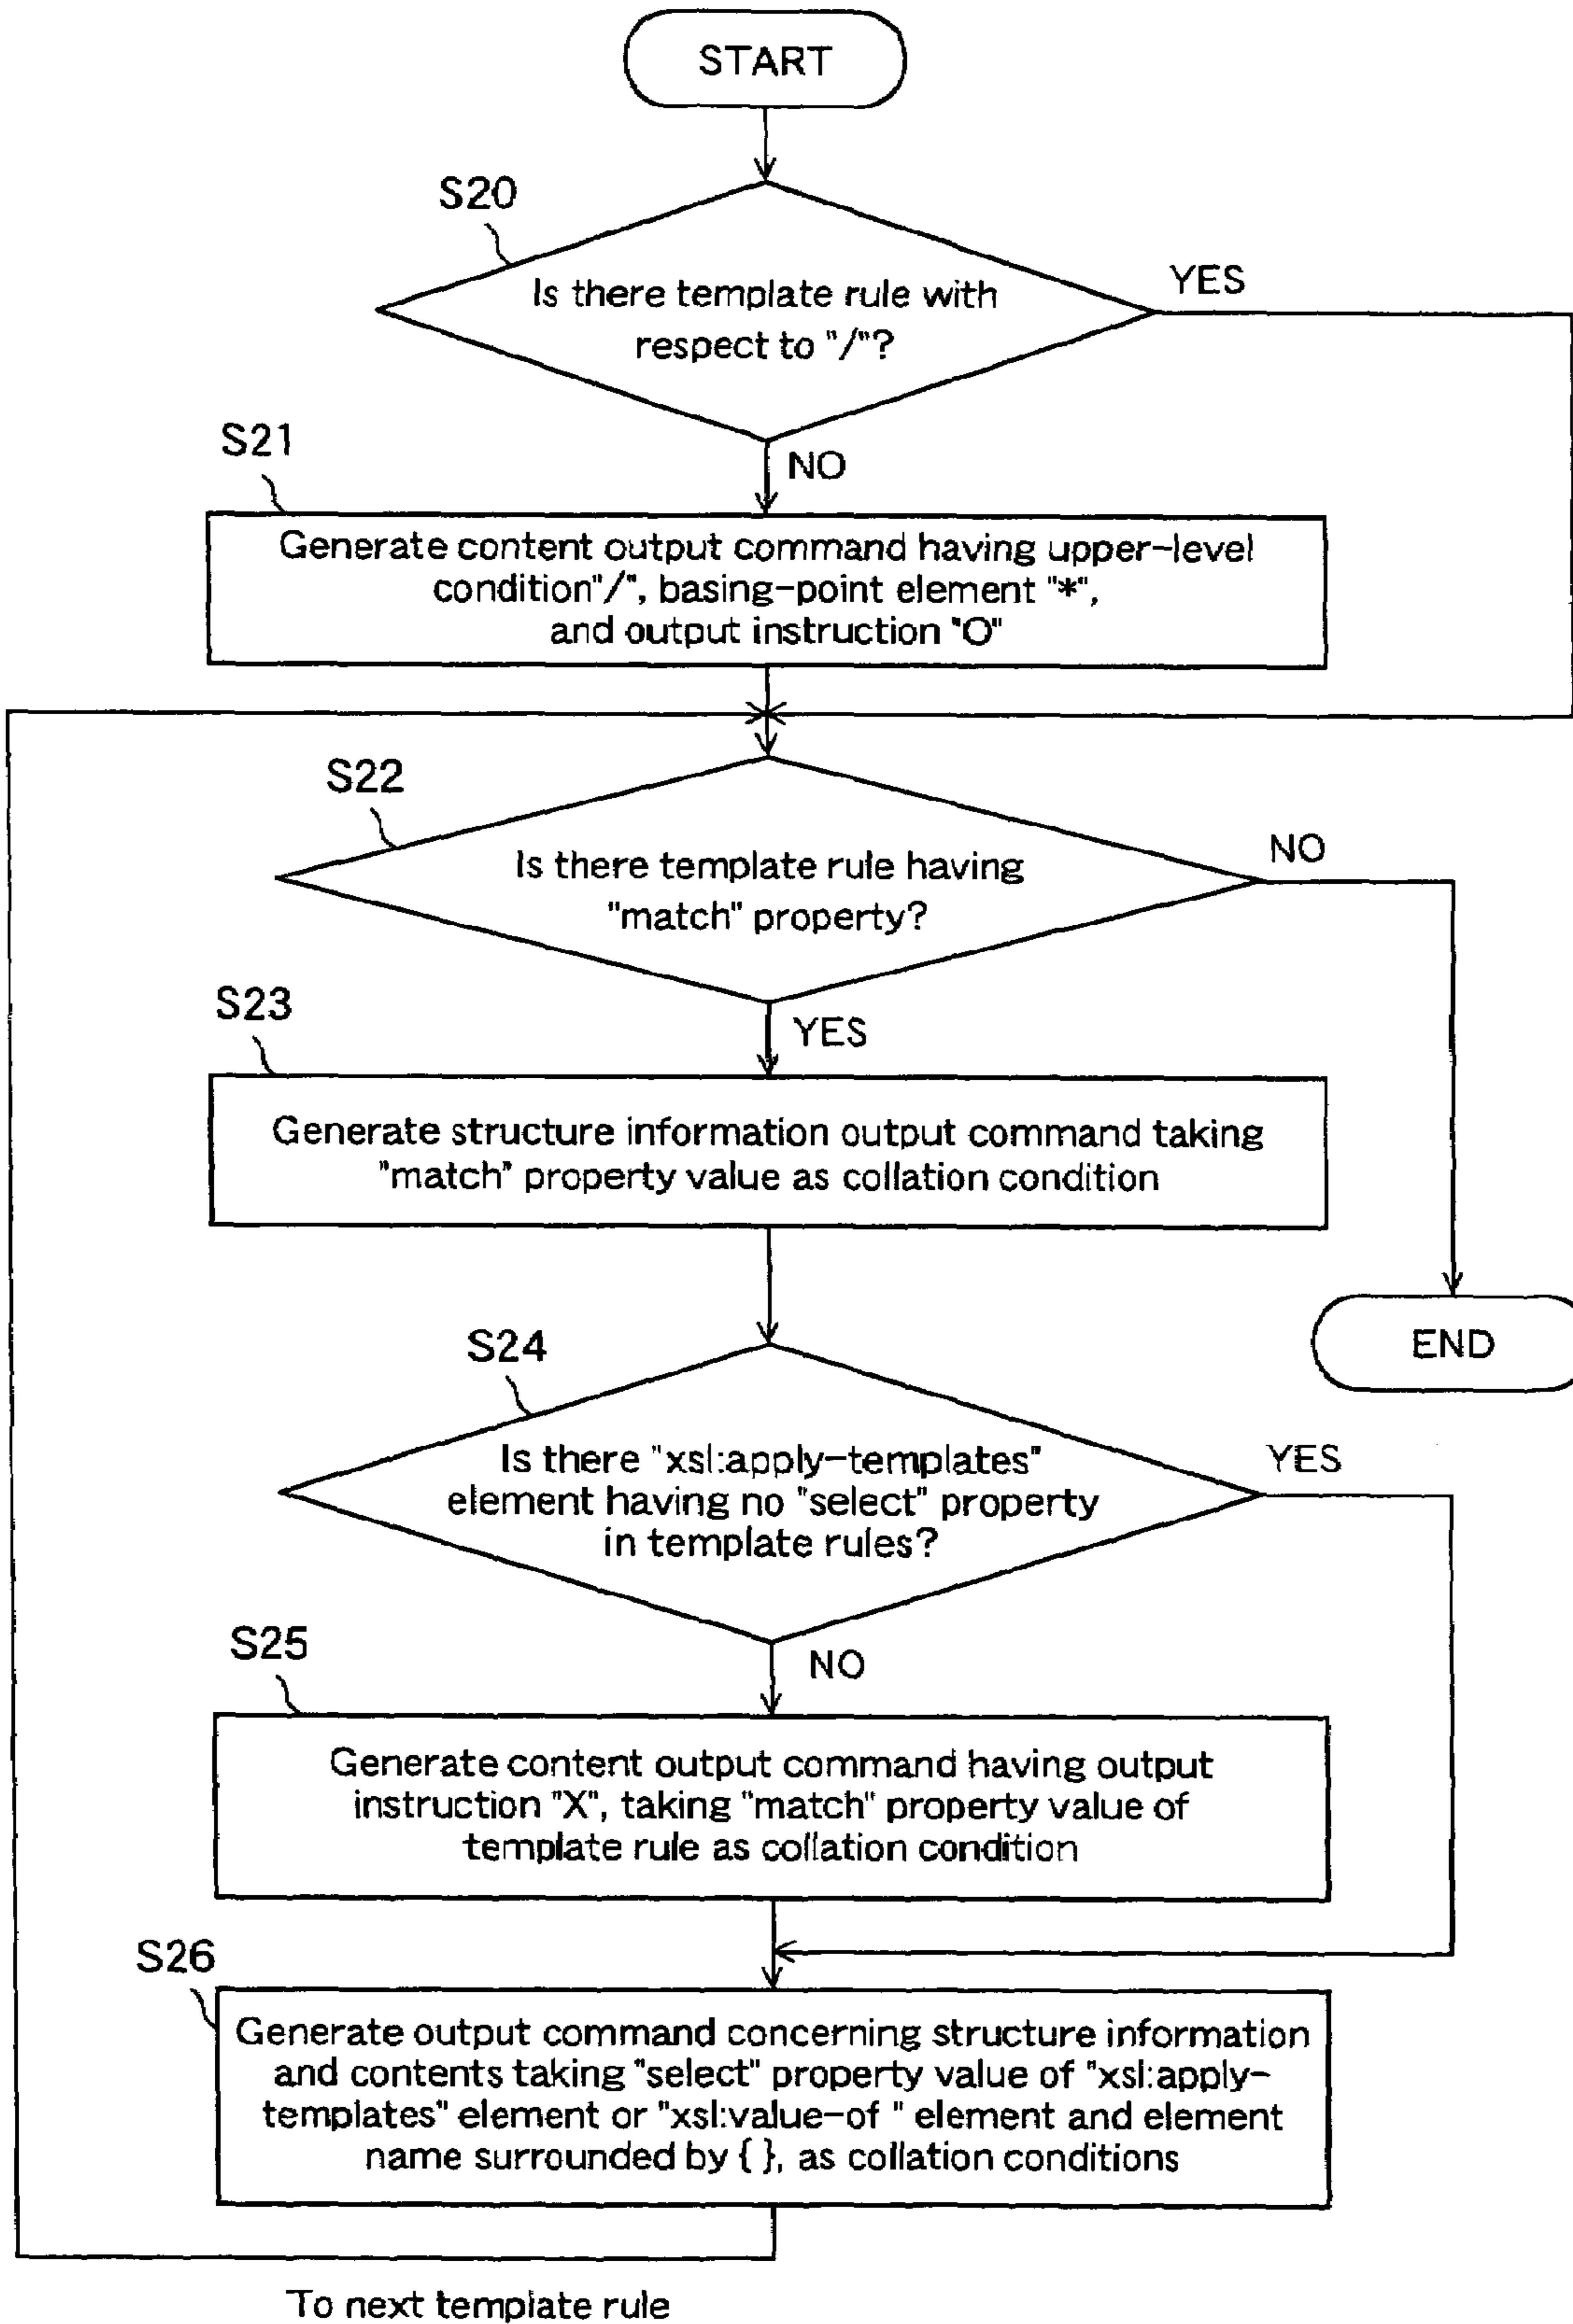 START
S20
Is there template rule with
respect to "/"?
YES
S21
NO
Generate content output command having upper-level
condition"/", basing-point element "*",
and output instruction "O"
S22
Is there template rule having
"match" property?
NO
S23
YES
Generate structure information output command taking
"match" property value as collation condition
END
S24
Is there "xsl:apply-templates"
element having no "select" property
in template rules?
YES
S25
NO
Generate content output command having output
instruction "X", taking "match" property value of
template rule as collation condition
S26
Generate output command concerning structure information
and contents taking "select" property value of "xsl:apply-
templates" element or "xsl:value-of " element and element
name surrounded by { }, as collation conditions
To next template rule